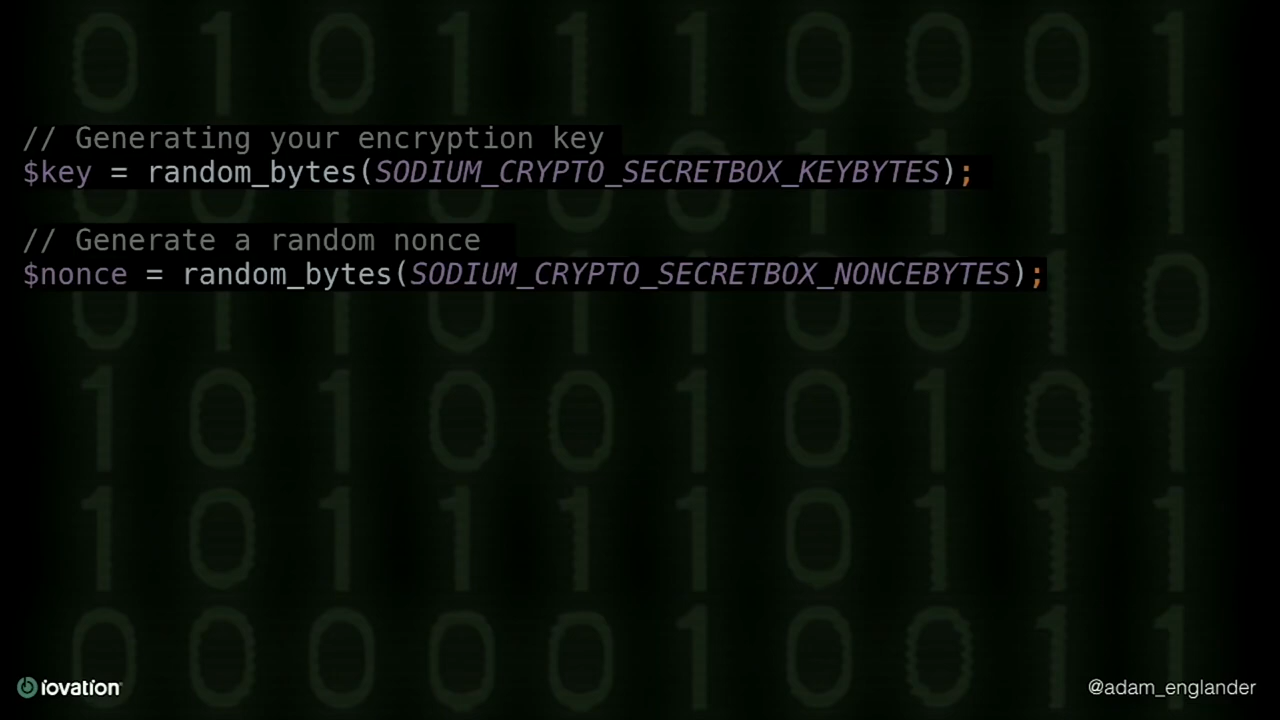 // Generating your encryption key
$key = random_bytes(SODIUM_CRYPTO_SECRETBOX_KEYBYTES);
// Generate a random nonce
$nonce = random_bytes(SODIUM_CRYPTO_SECRETBOX_NONCEBYTES);
iovation
@adam_englander